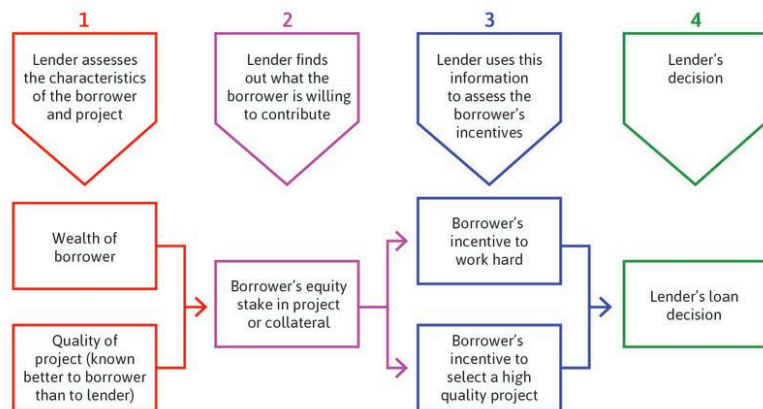 1
Lender assesses
the characteristics
of the borrower
and project
2
Lender finds
out what the
borrower is willing
to contribute
3
Lender uses this
information
to assess the
borrower's
incentives
4
Lender's
decision
Wealth of
borrower
Quality of
project (known
better to borrower
than to lender)
Borrower's equity
stake in project
or collateral
Borrower's
incentive to
work hard
Borrower's
incentive to
select a high
quality project
Lender's loan
decision